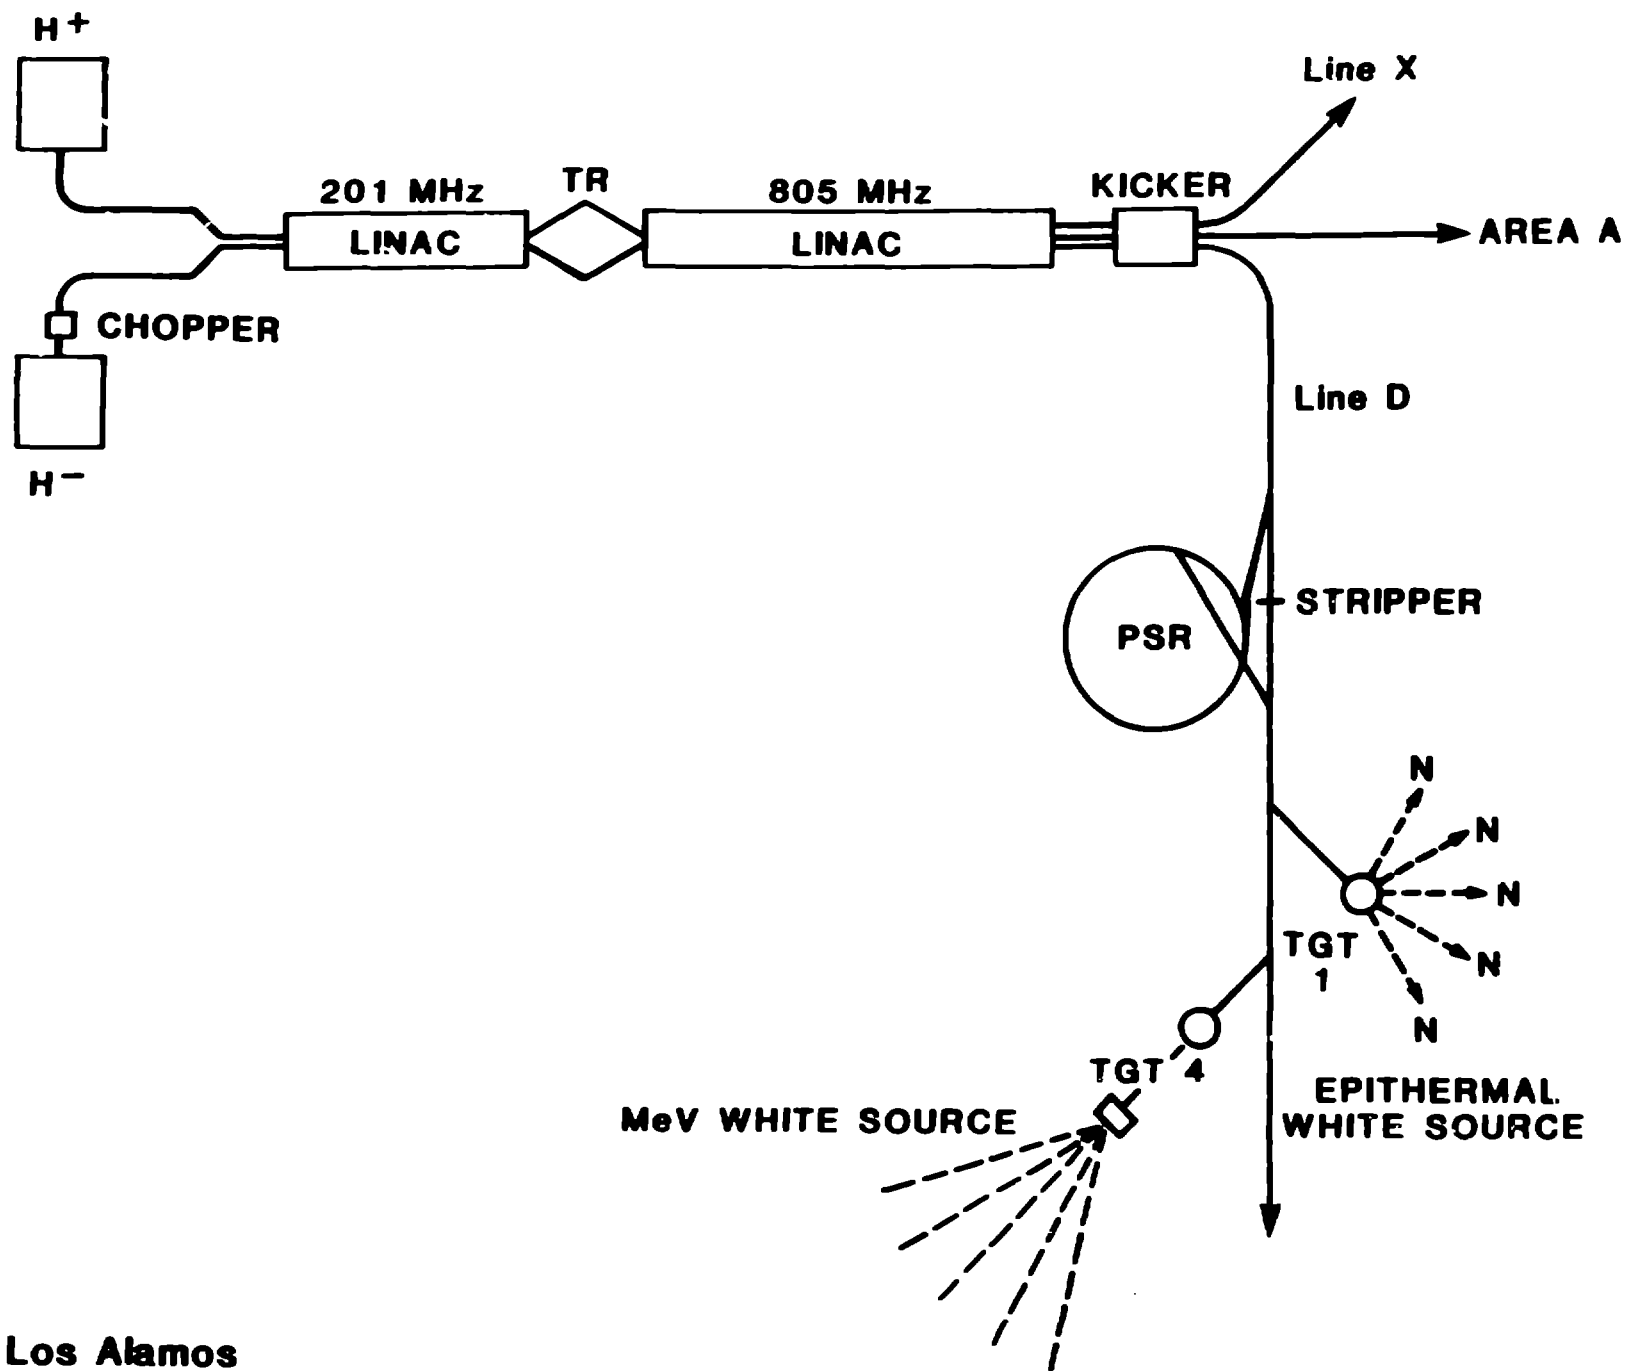 H+
Line X
201 MHz
TR
805 MHz
KICKER
LINAC
LINAC
AREA A
CHOPPER
Line D
H−
STRIPPER
PSR
N
N
N
N
N
TGT
1
TGT 4
MeV WHITE SOURCE
EPITHERMAL
WHITE SOURCE
Los Alamos